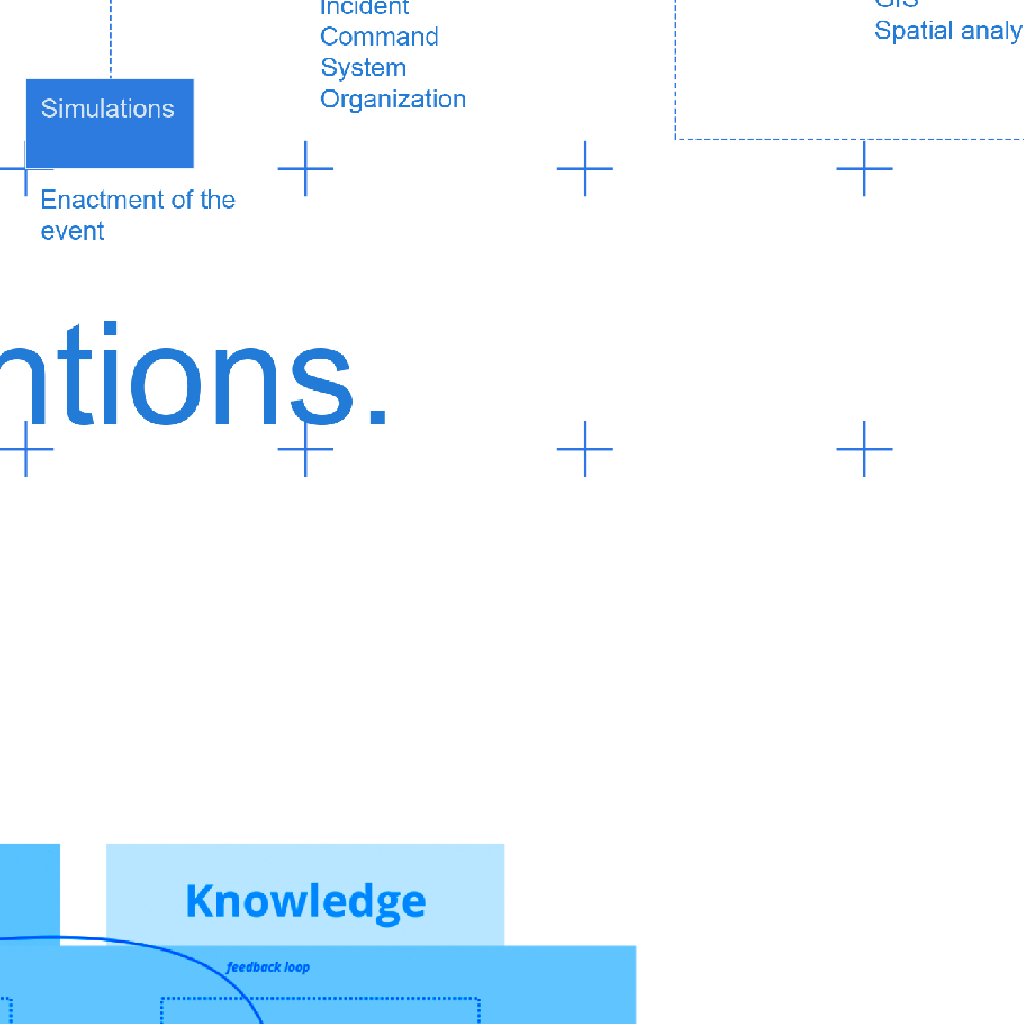 Incident
Command
System
Organization
GIS
Spatial analy
Simulations
Enactment of the
event
ntions.
Knowledge
feedback loop